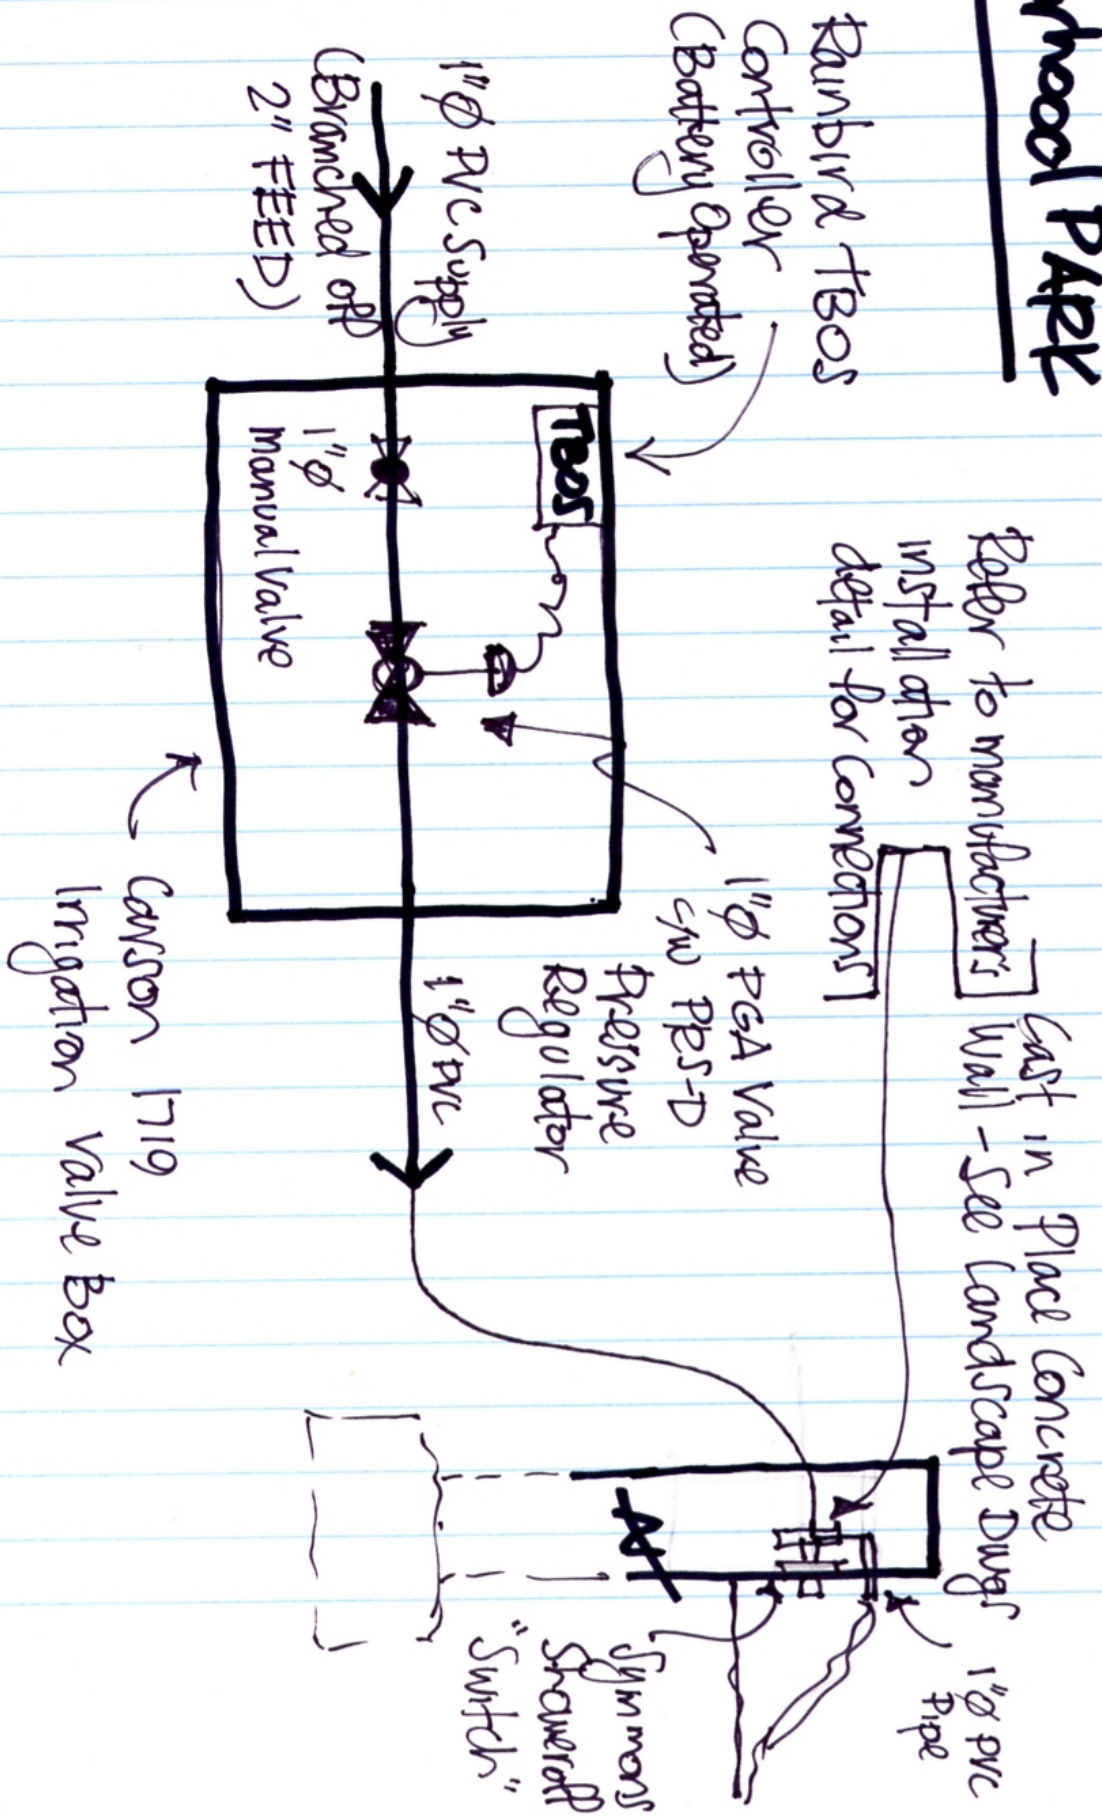 rhood PARK
Rainbird TBOS
Controller
(Battery Operated)
1"Ø PVC Supply
(Branched off
2" FEED)
TBOS
1"Ø
manual valve
Refer to manufacturers
installation
detail for connections
1"Ø PGA Valve
c/w PRS-D
Pressure
Regulator
1"Ø PVC
Carson 1719
Irrigation Valve Box
Cast in Place Concrete
Wall - See Landscape Dwgs
1"Ø PVC
Pipe
Symmons
Showeroff
"Switch"